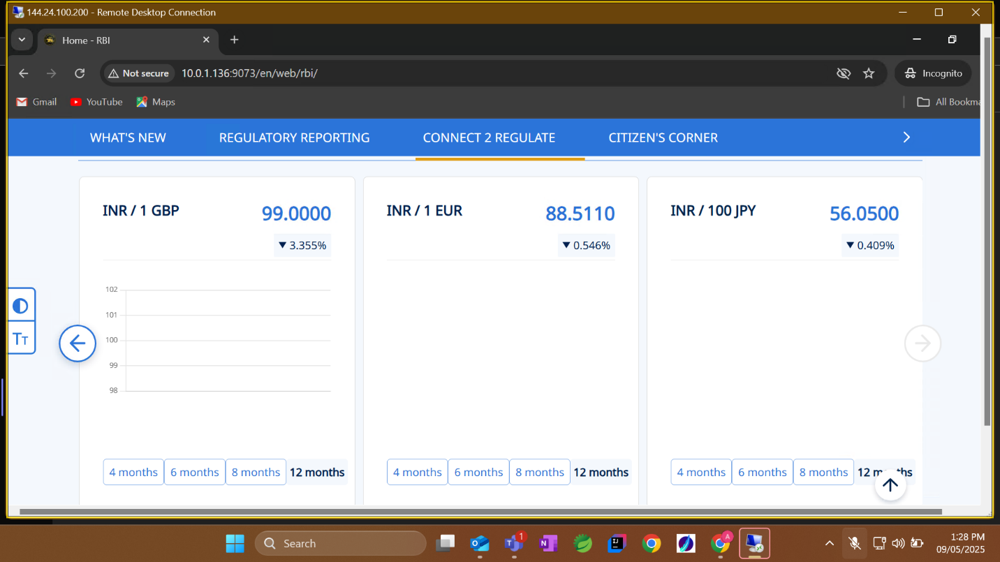 144.24.100.200 - Remote Desktop Connection
Home - RBI
Not secure 10.0.1.136:9073/en/web/rbi/ Incognito
Gmail YouTube Maps All Bookma
WHAT'S NEW REGULATORY REPORTING CONNECT 2 REGULATE CITIZEN'S CORNER
INR / 1 GBP 99.0000
▼ 3.355%
102
101
100
99
98
4 months 6 months 8 months 12 months
INR / 1 EUR 88.5110
▼ 0.546%
4 months 6 months 8 months 12 months
INR / 100 JPY 56.0500
▼ 0.409%
4 months 6 months 8 months 12 months
TT
Search 1 A 1:28 PM
09/05/2025